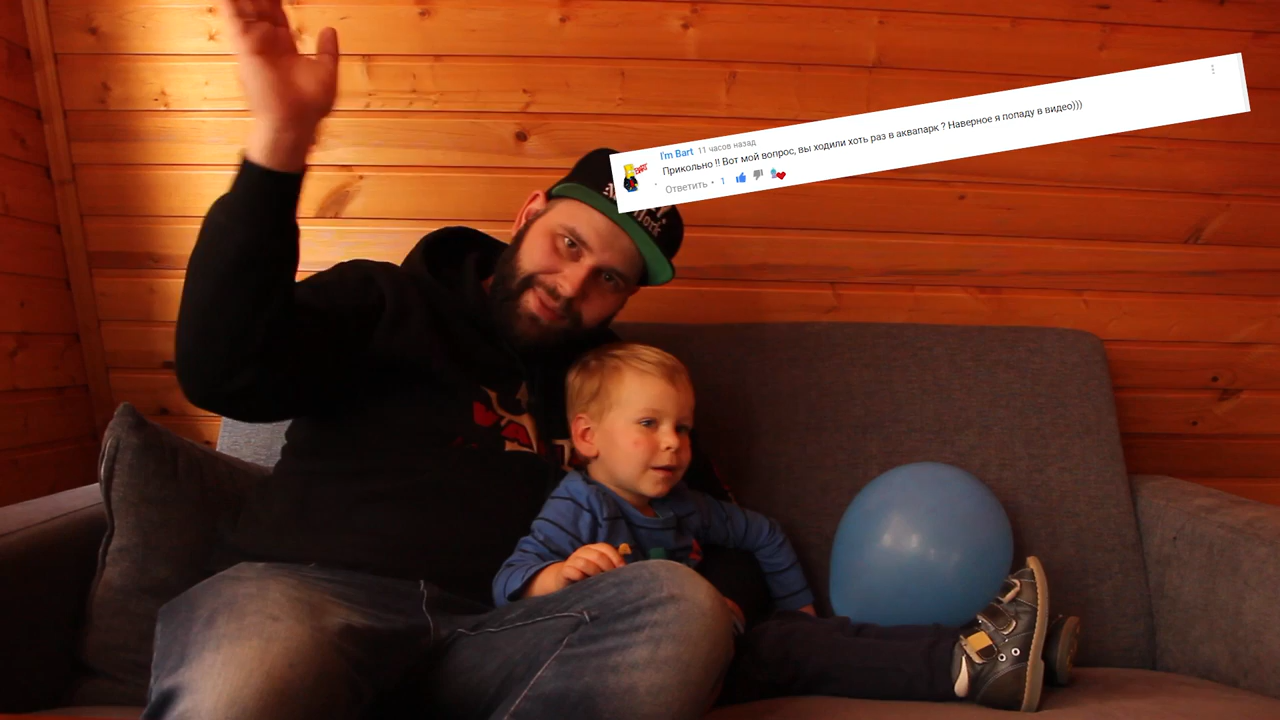 I'm Bart 11 часов назад
Прикольно !! Вот мой вопрос, вы ходили хоть раз в аквапарк ? Наверное я попаду в видео)))
Ответить • 1